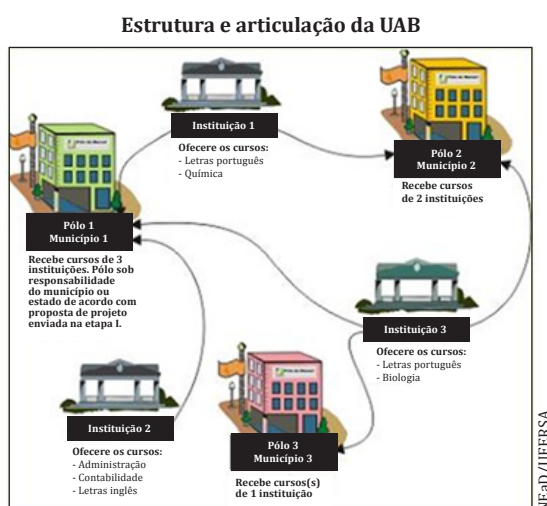 Estrutura e articulação da UAB
Instituição 1
Ofecere os cursos:
- Letras português
- Química
Pólo 2
Município 2
Recebe cursos
de 2 instituições
Pólo 1
Município 1
Recebe cursos de 3
instituições. Pólo sob
responsabilidade
do município ou
estado de acordo com
proposta de projeto
enviada na etapa I.
Instituição 3
Ofecere os cursos:
- Letras português
- Biologia
Instituição 2
Ofecere os cursos:
- Administração
- Contabilidade
- Letras inglês
Pólo 3
Município 3
Recebe cursos(s)
de 1 instituição
NEaD/UFERSA